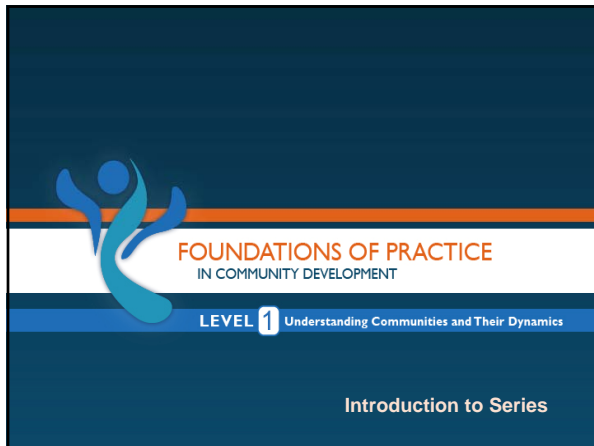 FOUNDATIONS OF PRACTICE
IN COMMUNITY DEVELOPMENT
LEVEL 1 Understanding Communities and Their Dynamics
Introduction to Series